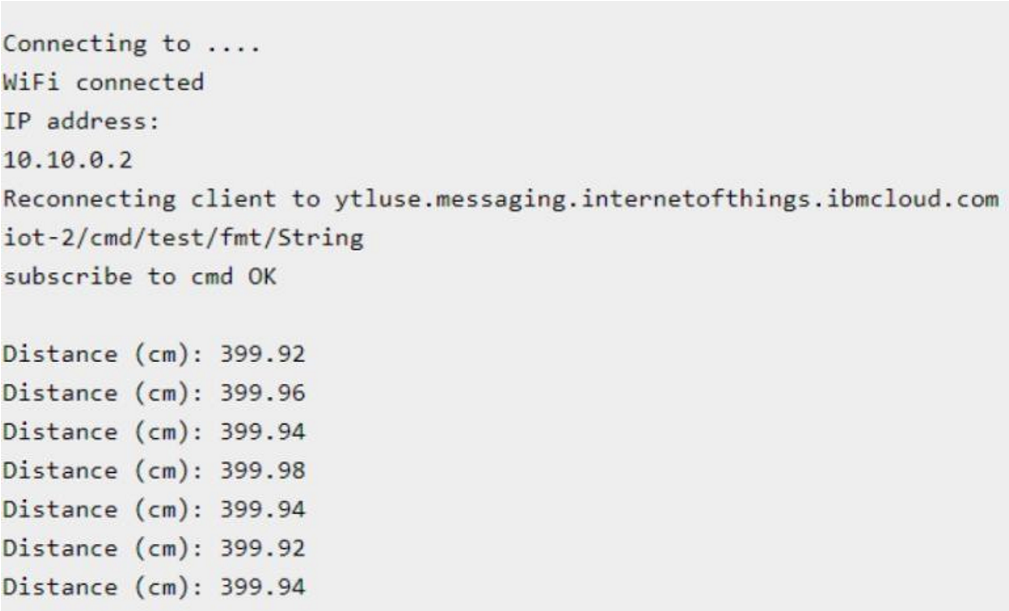 Connecting to ....
WiFi connected
IP address:
10.10.0.2
Reconnecting client to ytluse.messaging.internetofthings.ibmcloud.com
iot-2/cmd/test/fmt/String
subscribe to cmd OK
Distance (cm): 399.92
Distance (cm): 399.96
Distance (cm): 399.94
Distance (cm): 399.98
Distance (cm): 399.94
Distance (cm): 399.92
Distance (cm): 399.94